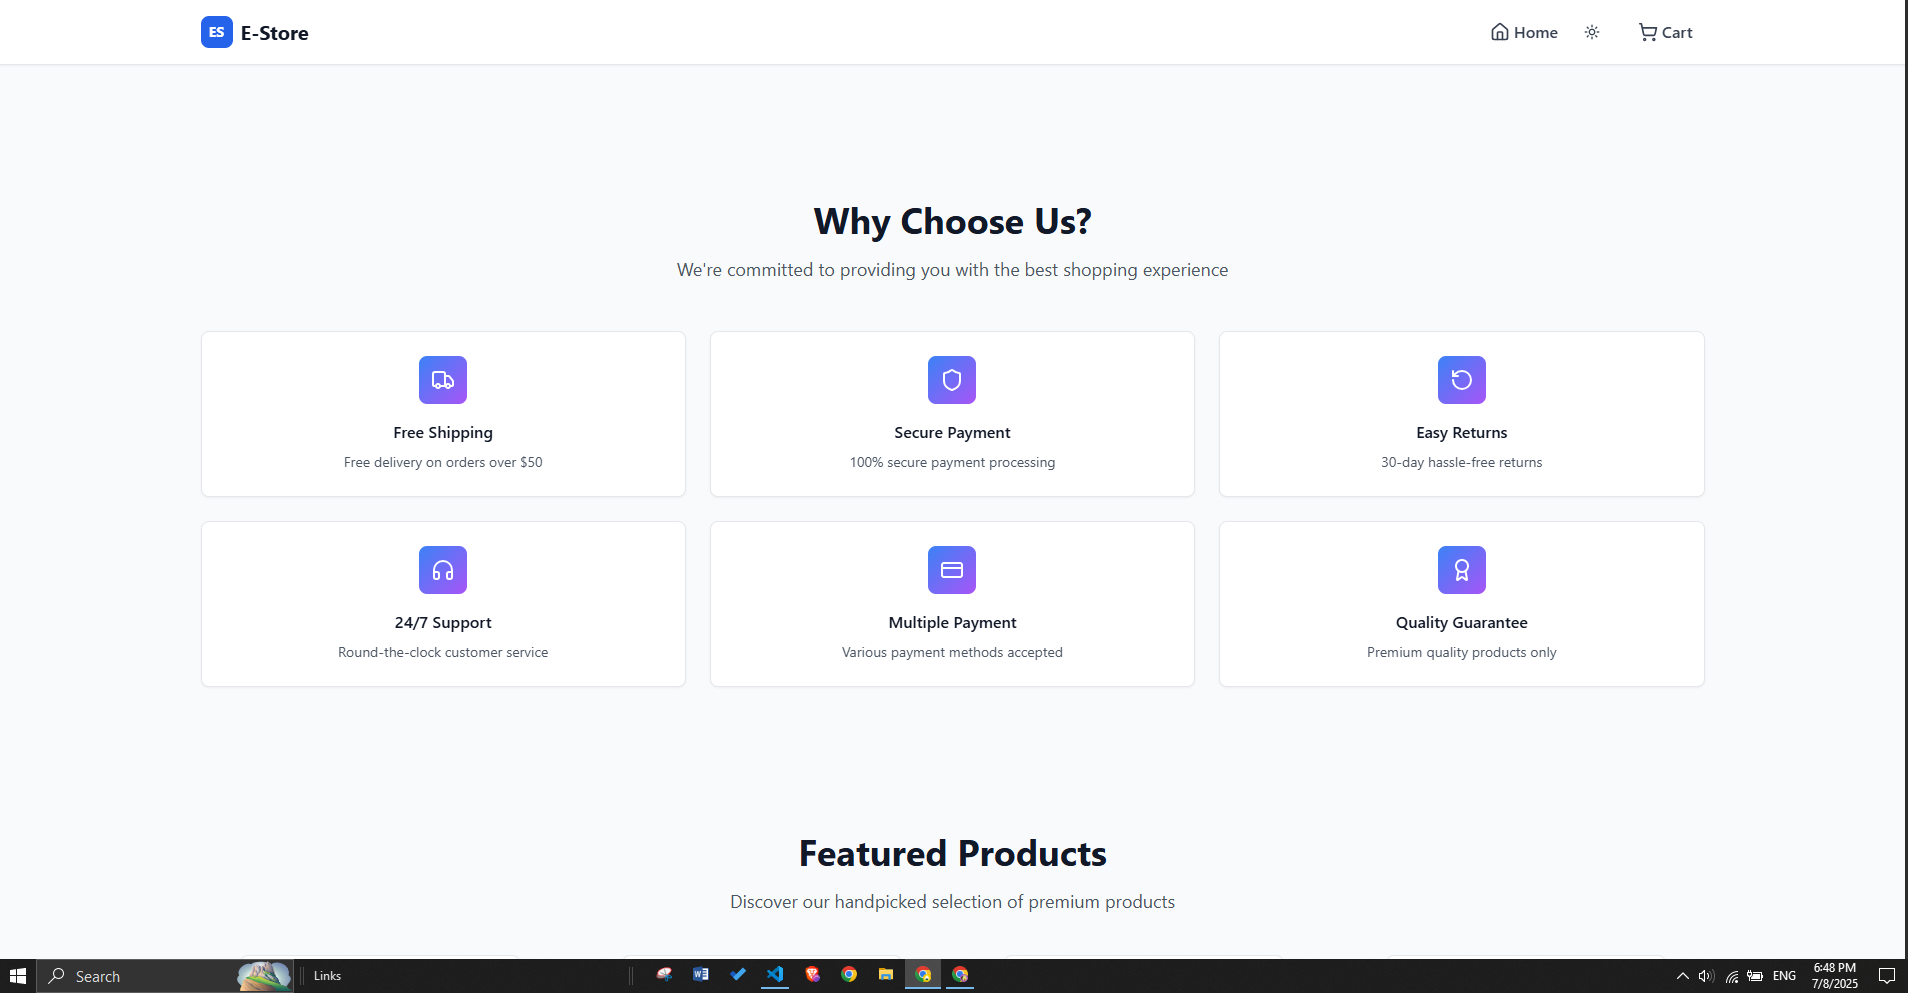 ES E-Store Home Cart
Why Choose Us?
We're committed to providing you with the best shopping experience
Free Shipping
Free delivery on orders over $50
Secure Payment
100% secure payment processing
Easy Returns
30-day hassle-free returns
24/7 Support
Round-the-clock customer service
Multiple Payment
Various payment methods accepted
Quality Guarantee
Premium quality products only
Featured Products
Discover our handpicked selection of premium products
Search Links W ENG 6:48 PM
7/8/2025